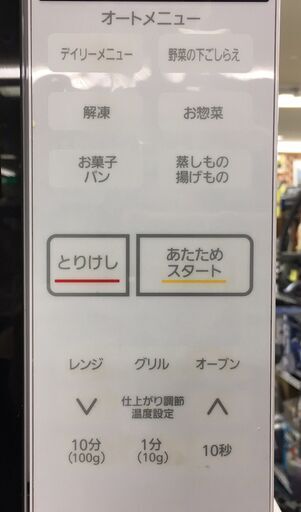 オートメニュー
デイリーメニュー 野菜の下ごしらえ
解凍 お惣菜
お菓子 蒸しもの
パン 揚げもの
とりけし あたため
スタート
レンジ グリル オーブン
仕上がり調節
温度設定
10分 1分 10秒
(100g) (10g)